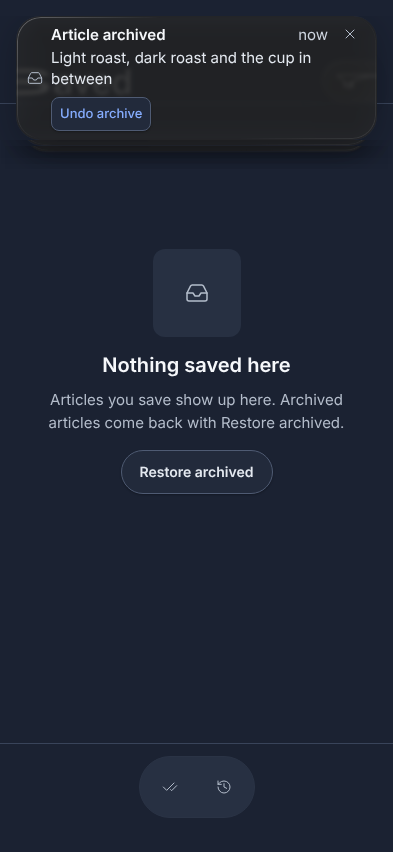 Article archived
now
Light roast, dark roast and the cup in
between
Undo archive
Nothing saved here
Articles you save show up here. Archived
articles come back with Restore archived.
Restore archived